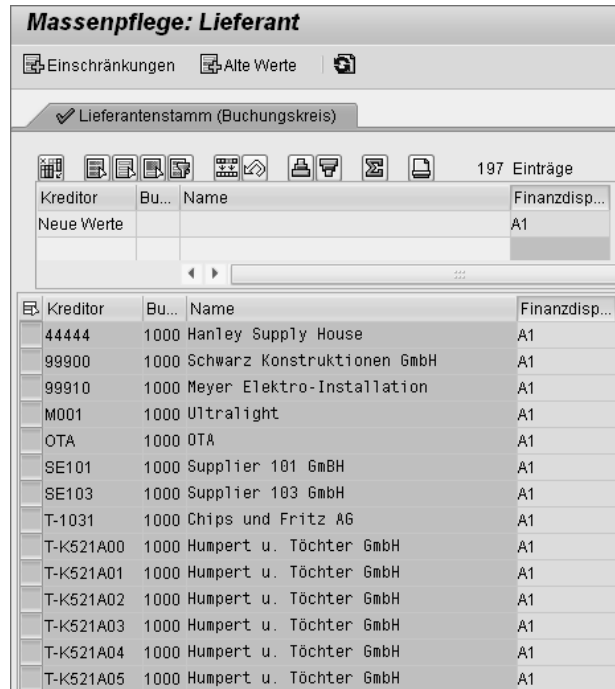 Massenpflege: Lieferant
Einschränkungen Alte Werte
Lieferantenstamm (Buchungskreis)
197 Einträge
Kreditor Bu... Name Finanzdisp...
Neue Werte A1
Kreditor Bu... Name Finanzdisp...
44444 1000 Hanley Supply House A1
99900 1000 Schwarz Konstruktionen GmbH A1
99910 1000 Meyer Elektro-Installation A1
M001 1000 Ultralight A1
OTA 1000 OTA A1
SE101 1000 Supplier 101 GmBH A1
SE103 1000 Supplier 103 GmbH A1
T-1031 1000 Chips und Fritz AG A1
T-K521A00 1000 Humpert u. Töchter GmbH A1
T-K521A01 1000 Humpert u. Töchter GmbH A1
T-K521A02 1000 Humpert u. Töchter GmbH A1
T-K521A03 1000 Humpert u. Töchter GmbH A1
T-K521A04 1000 Humpert u. Töchter GmbH A1
T-K521A05 1000 Humpert u. Töchter GmbH A1